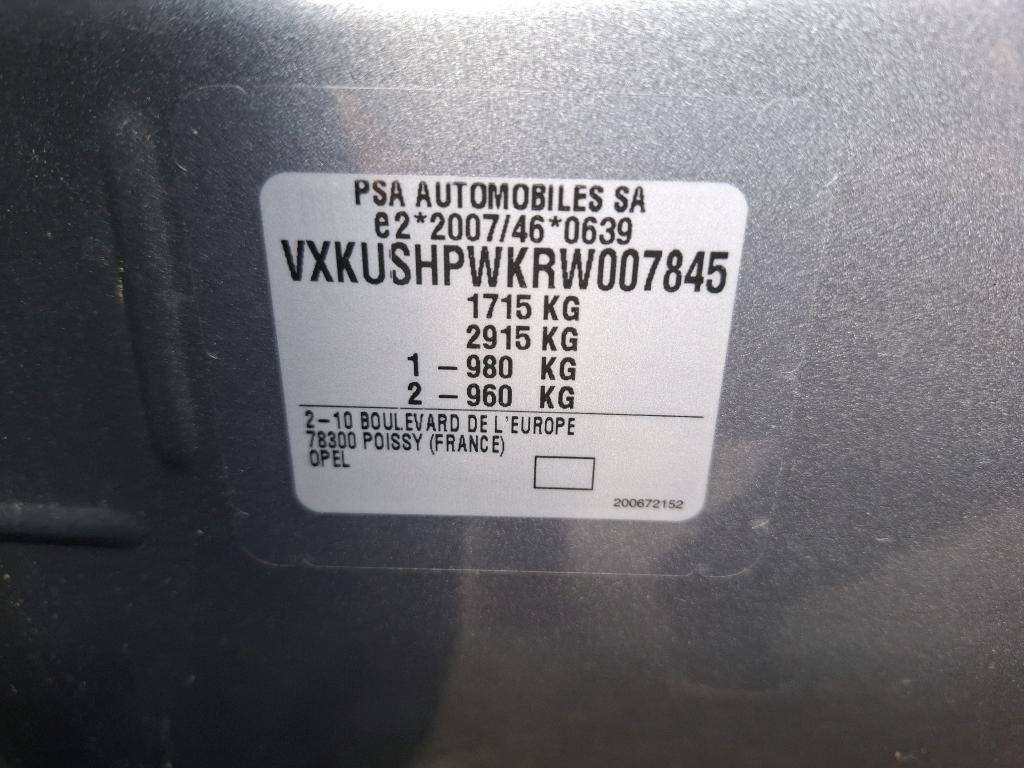 PSA AUTOMOBILES SA
e2*2007/46*0639
VXKUSHPWKRW007845
1715 KG
2915 KG
1 – 980 KG
2 – 960 KG
2–10 BOULEVARD DE L'EUROPE
78300 POISSY (FRANCE)
OPEL
200672152